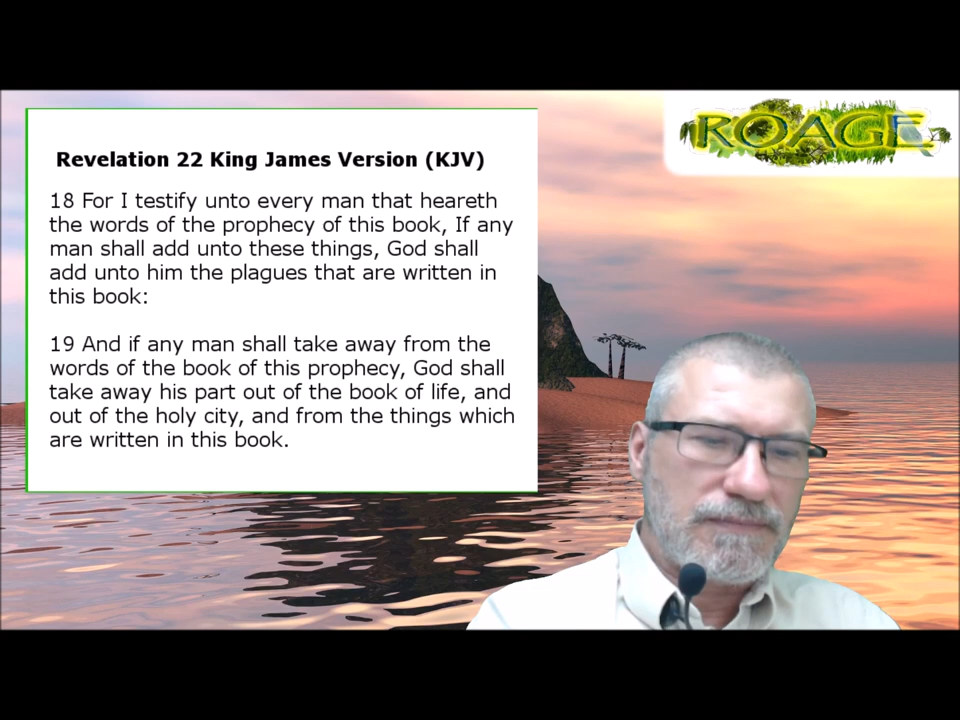 ROAGE
Revelation 22 King James Version (KJV)
18 For I testify unto every man that heareth
the words of the prophecy of this book, If any
man shall add unto these things, God shall
add unto him the plagues that are written in
this book:
19 And if any man shall take away from the
words of the book of this prophecy, God shall
take away his part out of the book of life, and
out of the holy city, and from the things which
are written in this book.